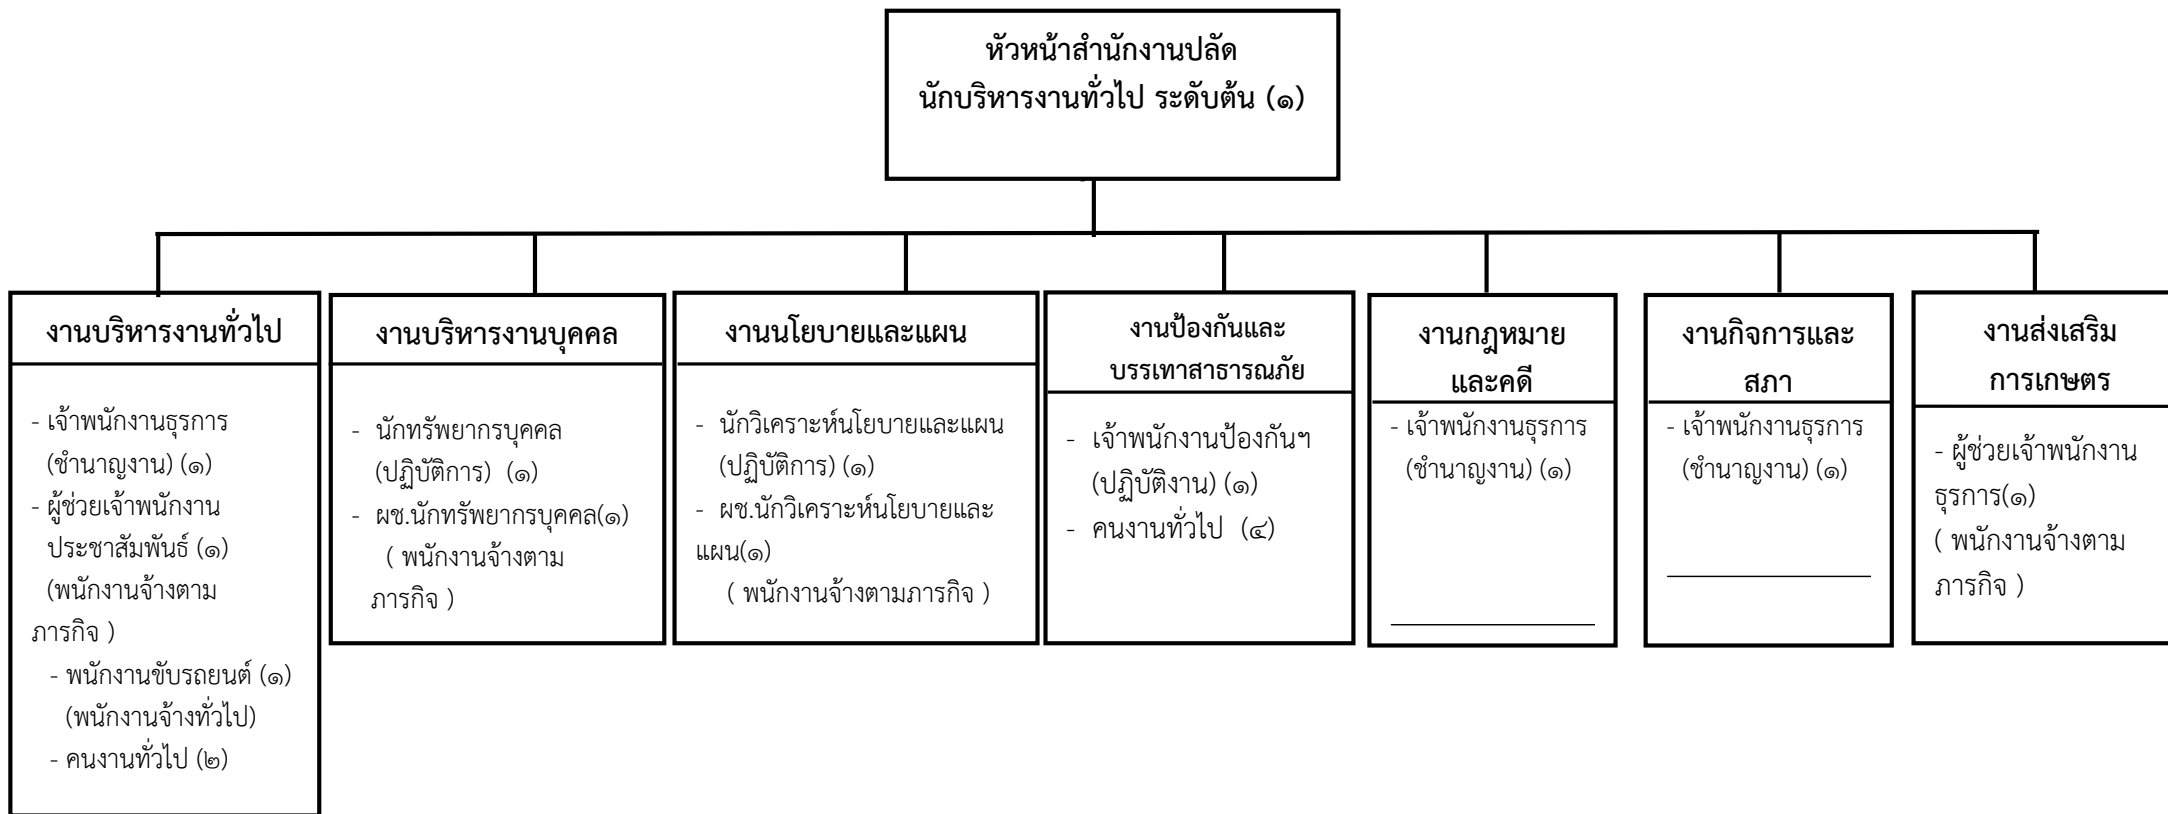 หัวหน้าสำนักงานปลัด
นักบริหารงานทั่วไป ระดับต้น (๑)
งานบริหารงานทั่วไป
- เจ้าพนักงานธุรการ
(ชำนาญงาน) (๑)
- ผู้ช่วยเจ้าพนักงาน
ประชาสัมพันธ์ (๑)
(พนักงานจ้างตาม
ภารกิจ )
- พนักงานขับรถยนต์ (๑)
(พนักงานจ้างทั่วไป)
- คนงานทั่วไป (๒)
งานบริหารงานบุคคล
- นักทรัพยากรบุคคล
(ปฏิบัติการ) (๑)
- ผช.นักทรัพยากรบุคคล(๑)
( พนักงานจ้างตาม
ภารกิจ )
งานนโยบายและแผน
- นักวิเคราะห์นโยบายและแผน
(ปฏิบัติการ) (๑)
- ผช.นักวิเคราะห์นโยบายและ
แผน(๑)
( พนักงานจ้างตามภารกิจ )
งานป้องกันและ
บรรเทาสาธารณภัย
- เจ้าพนักงานป้องกันฯ
(ปฏิบัติงาน) (๑)
- คนงานทั่วไป (๔)
งานกฎหมาย
และคดี
- เจ้าพนักงานธุรการ
(ชำนาญงาน) (๑)
งานกิจการและ
สภา
- เจ้าพนักงานธุรการ
(ชำนาญงาน) (๑)
งานส่งเสริม
การเกษตร
- ผู้ช่วยเจ้าพนักงาน
ธุรการ(๑)
( พนักงานจ้างตาม
ภารกิจ )